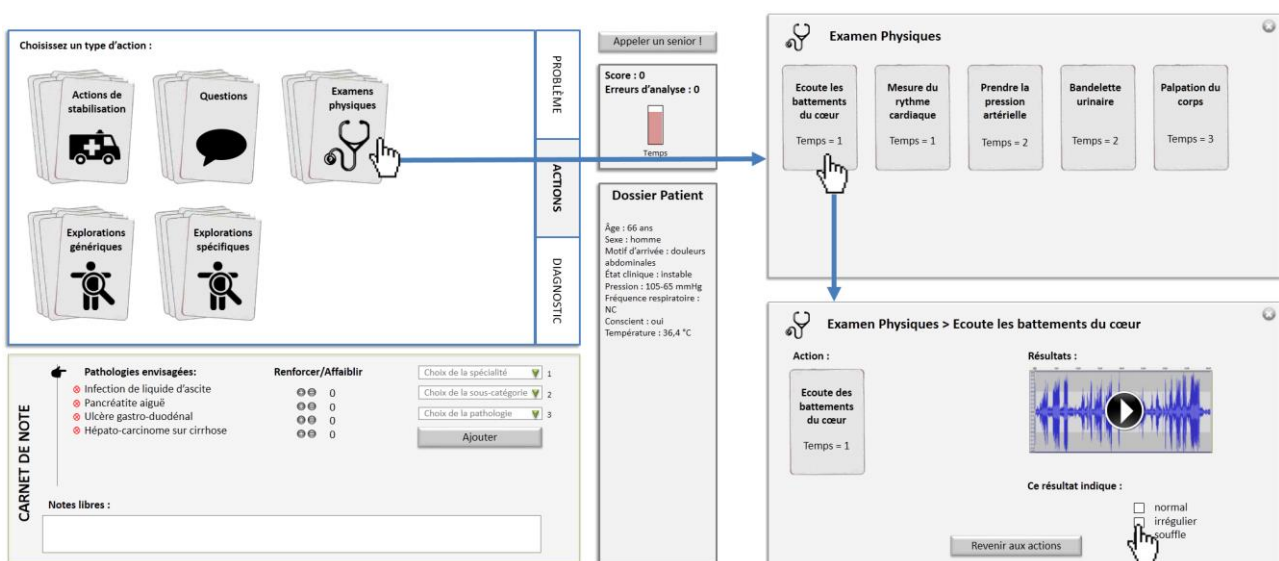 Choisissez un type d'action :
Actions de
stabilisation
Questions
Examens
physiques
Explorations
génériques
Explorations
spécifiques
PROBLÈME
ACTIONS
DIAGNOSTIC
Appeler un senior !
Score : 0
Erreurs d'analyse : 0
Temps
Dossier Patient
Âge : 66 ans
Sexe : homme
Motif d'arrivée : douleurs
abdominales
État clinique : instable
Pression : 105-65 mmHg
Fréquence respiratoire :
NC
Conscient : oui
Température : 36,4 °C
CARNET DE NOTE
Pathologies envisagées:
Renforcer/Affaiblir
Infection de liquide d'ascite
0
Pancréatite aiguë
0
Ulcère gastro-duodénal
0
Hépato-carcinome sur cirrhose
0
Choix de la spécialité
1
Choix de la sous-catégorie
2
Choix de la pathologie
3
Ajouter
Notes libres :
Examen Physiques
Ecoute les
battements
du cœur
Temps = 1
Mesure du
rythme
cardiaque
Temps = 1
Prendre la
pression
artérielle
Temps = 2
Bandelette
urinaire
Temps = 2
Palpation du
corps
Temps = 3
Examen Physiques > Ecoute les battements du cœur
Action :
Ecoute des
battements
du cœur
Temps = 1
Résultats :
Ce résultat indique :
normal
irrégulier
souffle
Revenir aux actions